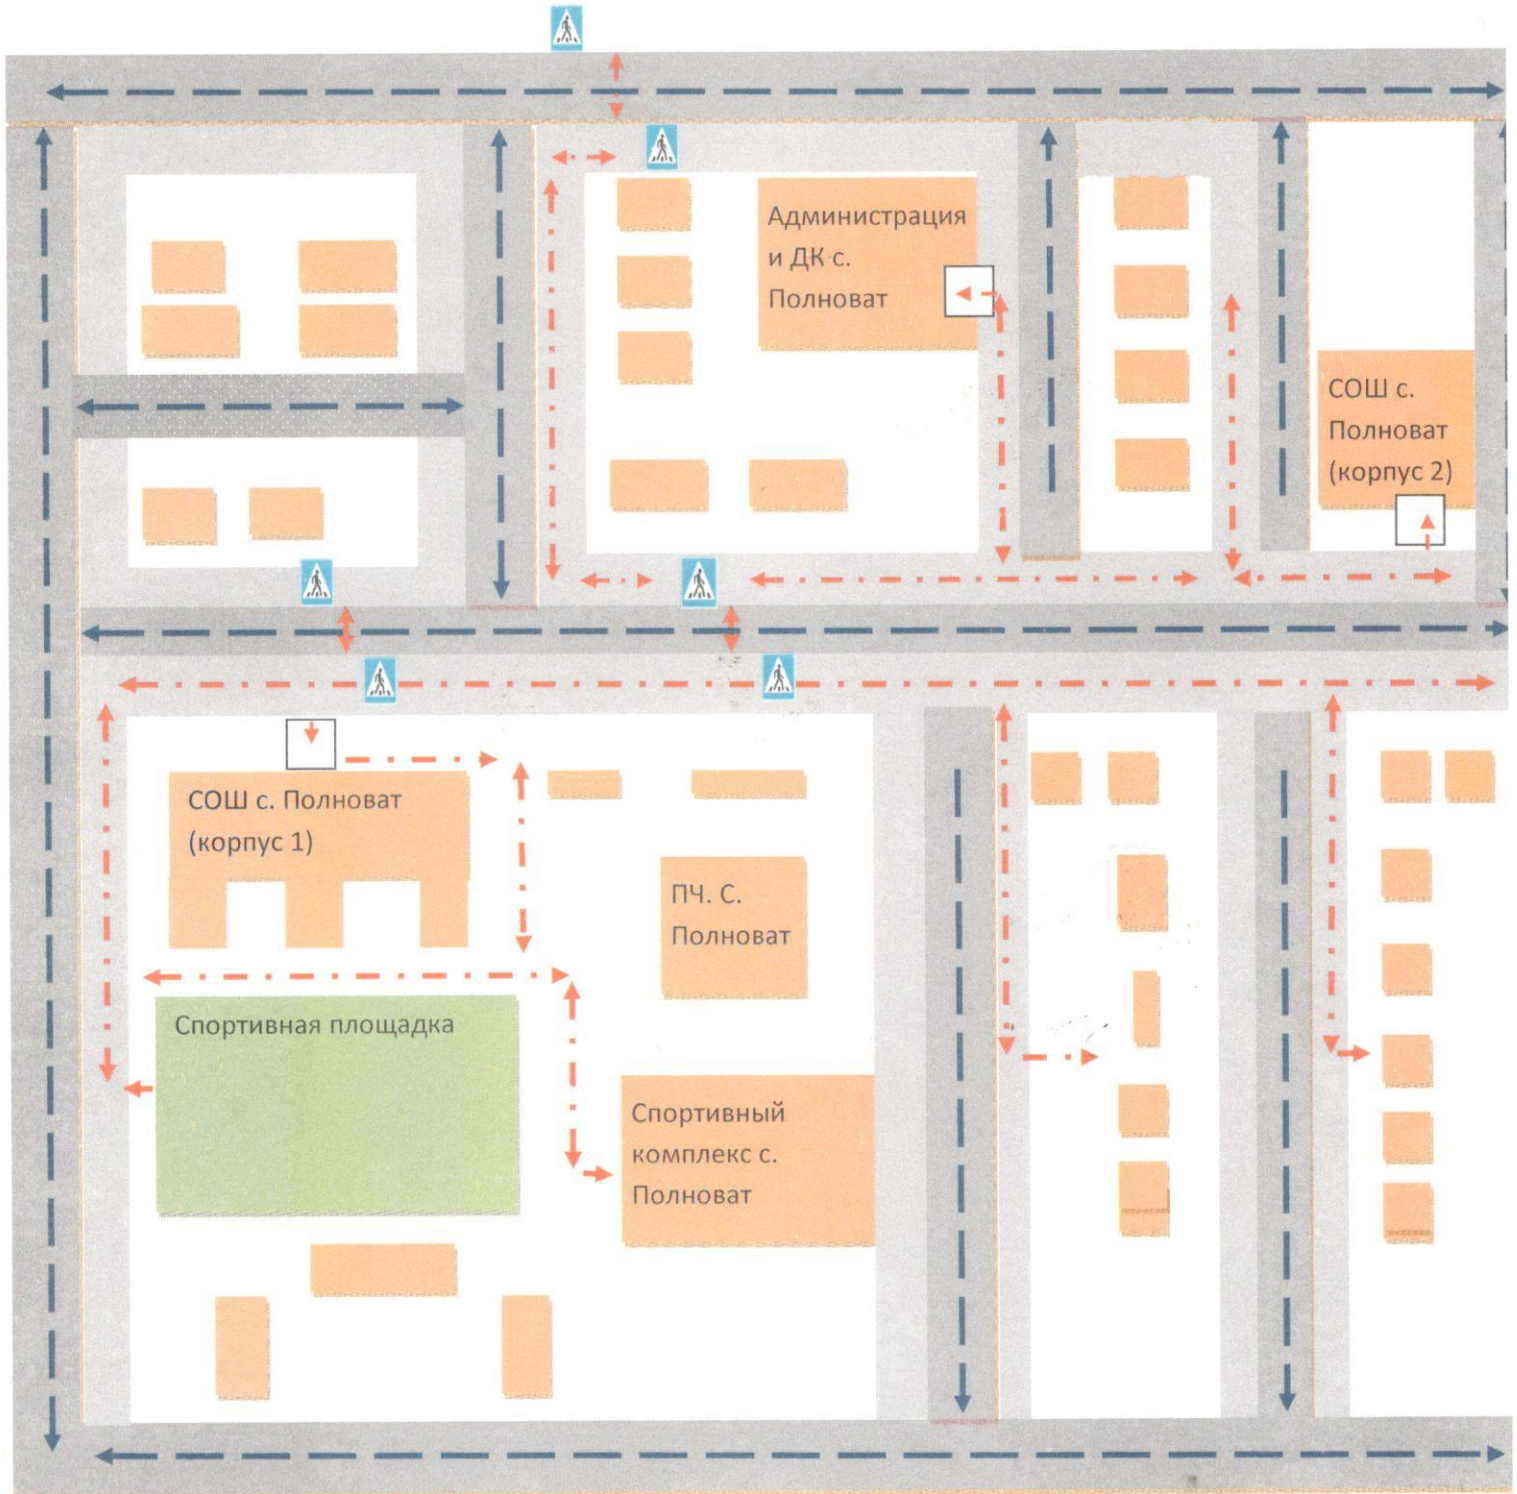 Администрация
и ДК с.
Полноват
СОШ с.
Полноват
(корпус 2)
СОШ с. Полноват
(корпус 1)
ПЧ. С.
Полноват
Спортивная площадка
Спортивный
комплекс с.
Полноват